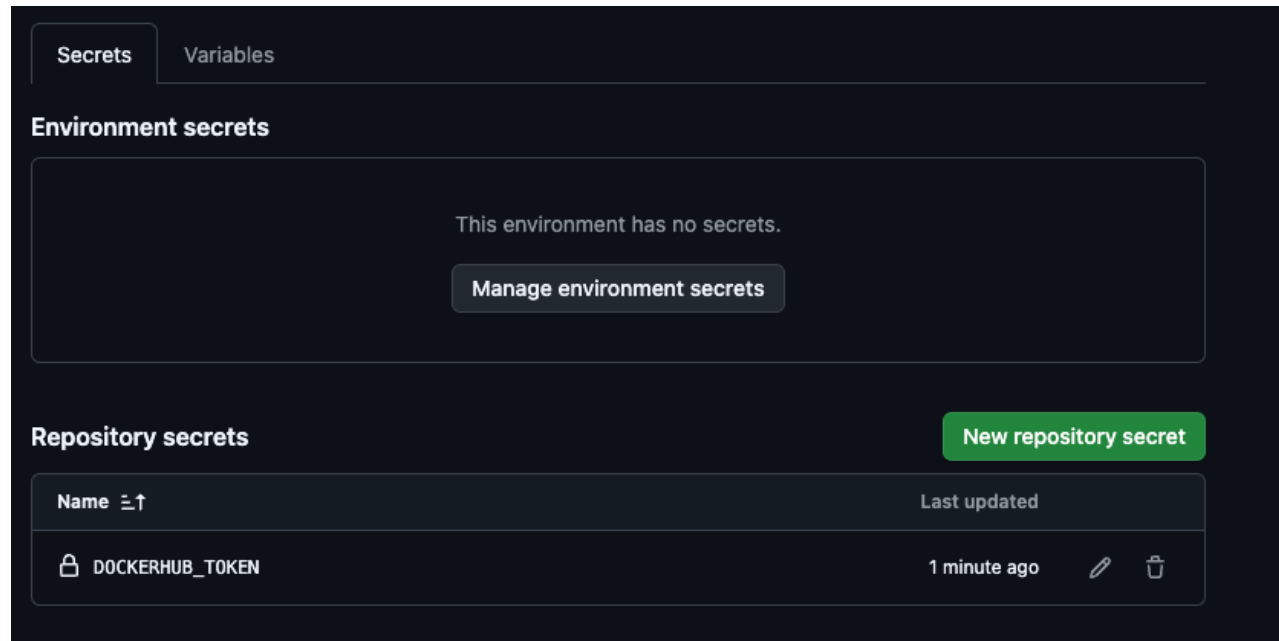 Secrets Variables
Environment secrets
This environment has no secrets.
Manage environment secrets
Repository secrets New repository secret
Name Last updated
DOCKERHUB_TOKEN 1 minute ago